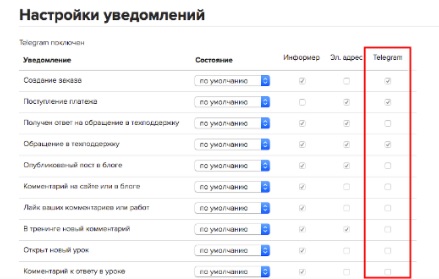 Настройки уведомлений
Telegram поключен
Уведомление Состояние Информер Эл. адрес Telegram
Создание заказа по умолчанию
Поступление платежа по умолчанию
Получен ответ на обращение в техподдержку по умолчанию
Обращение в техподдержку по умолчанию
Опубликованый пост в блоге по умолчанию
Комментарий на сайте или в блоге по умолчанию
Лайк ваших комментариев или работ по умолчанию
В тренинге новый комментарий по умолчанию
Открыт новый урок по умолчанию
Комментарий к ответу в уроке по умолчанию